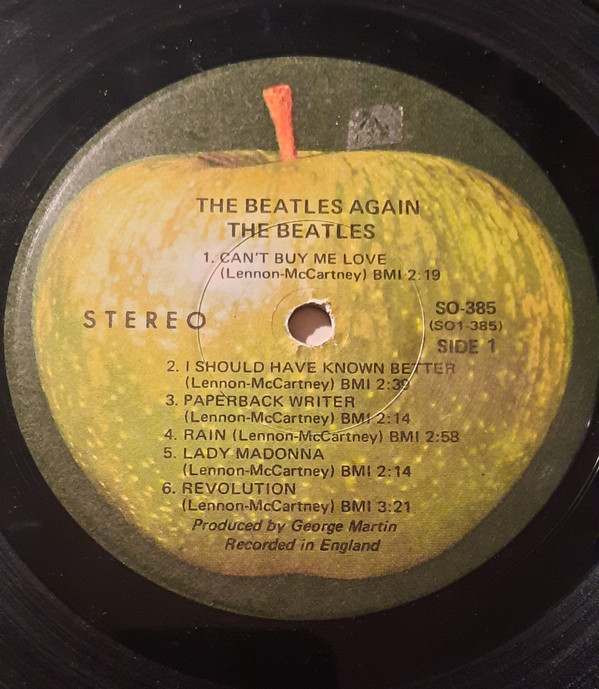 THE BEATLES AGAIN
THE BEATLES
1. CAN'T BUY ME LOVE
(Lennon-McCartney) BMI 2:19
STEREO
SO-385
(SO1-385)
SIDE 1
2. I SHOULD HAVE KNOWN BETTER
(Lennon-McCartney) BMI 2:39
3. PAPERBACK WRITER
(Lennon-McCartney) BMI 2:14
4. RAIN (Lennon-McCartney) BMI 2:58
5. LADY MADONNA
(Lennon-McCartney) BMI 2:14
6. REVOLUTION
(Lennon-McCartney) BMI 3:21
Produced by George Martin
Recorded in England